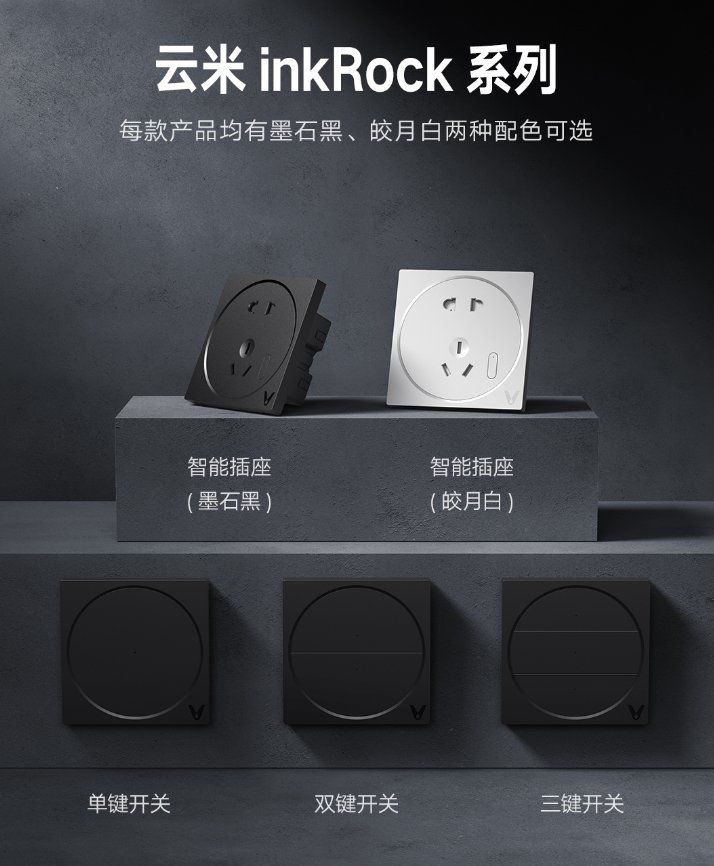 云米 inkRock 系列
每款产品均有墨石黑、皎月白两种配色可选
智能插座
(墨石黑)
智能插座
(皎月白)
单键开关
双键开关
三键开关